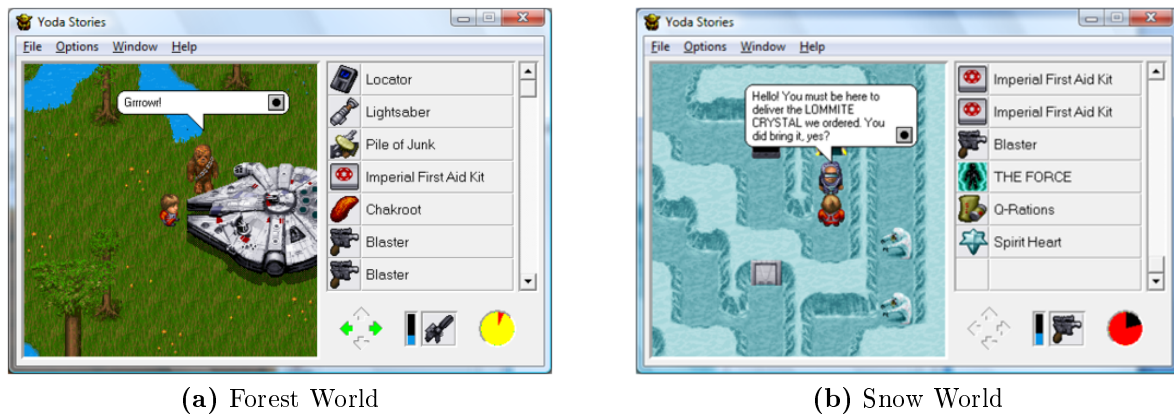 Yoda Stories
File Options Window Help
Grrrowr!
Locator
Lightsaber
Pile of Junk
Imperial First Aid Kit
Chakroot
Blaster
Blaster
(a) Forest World
Yoda Stories
File Options Window Help
Hello! You must be here to
deliver the LOMMITE
CRYSTAL we ordered. You
did bring it, yes?
Imperial First Aid Kit
Imperial First Aid Kit
Blaster
THE FORCE
Q-Rations
Spirit Heart
(b) Snow World